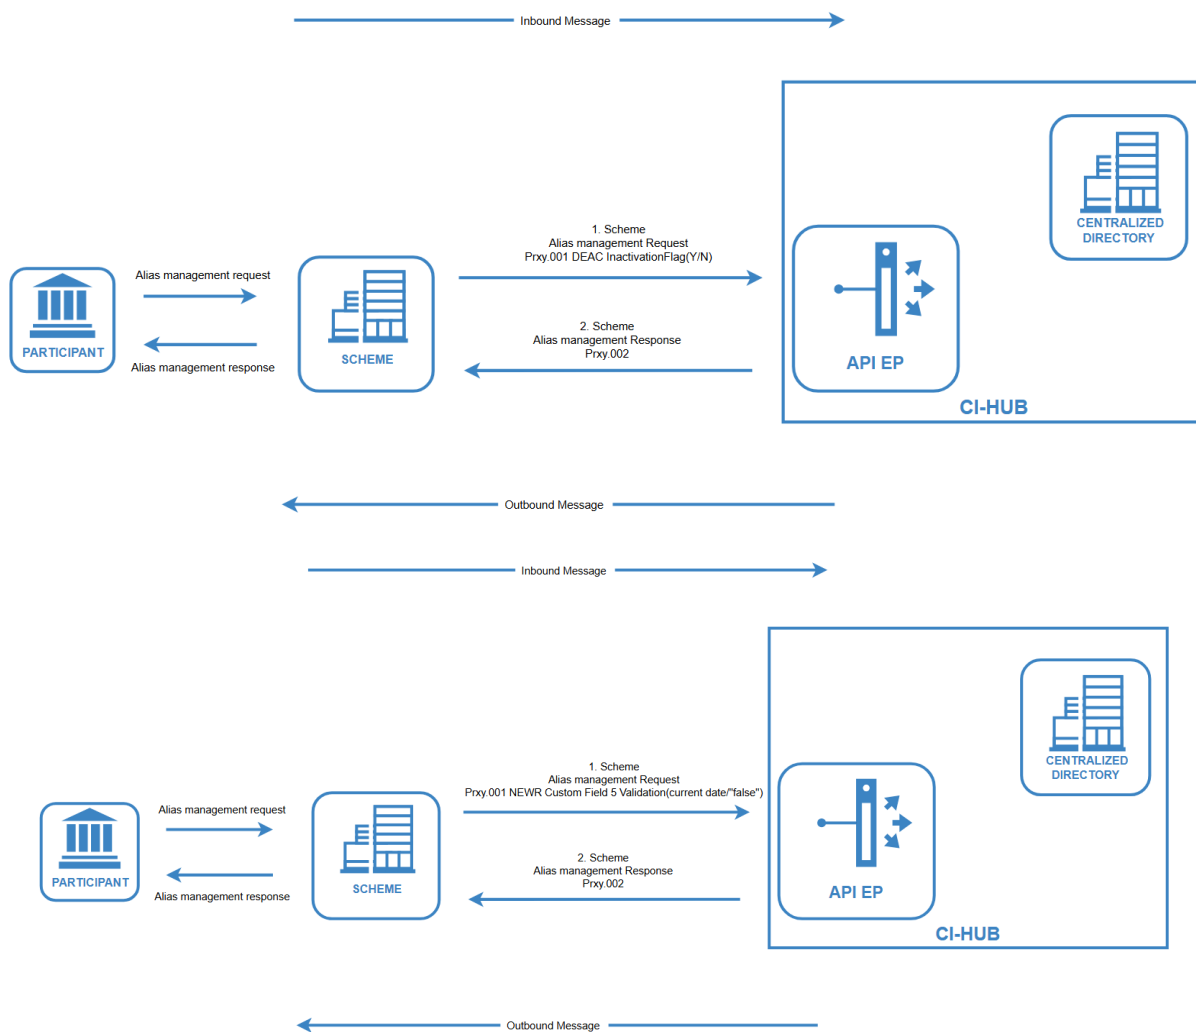 Inbound Message
CENTRALIZED
DIRECTORY
1. Scheme
Alias management Request
Prxy.001 DEAC InactivationFlag(Y/N)
Alias management request
PARTICIPANT
Alias management response
SCHEME
2. Scheme
Alias management Response
Prxy.002
API EP
CI-HUB
Outbound Message
Inbound Message
CENTRALIZED
DIRECTORY
1. Scheme
Alias management Request
Prxy.001 NEWR Custom Field 5 Validation(current date/"false")
Alias management request
PARTICIPANT
Alias management response
SCHEME
2. Scheme
Alias management Response
Prxy.002
API EP
CI-HUB
Outbound Message